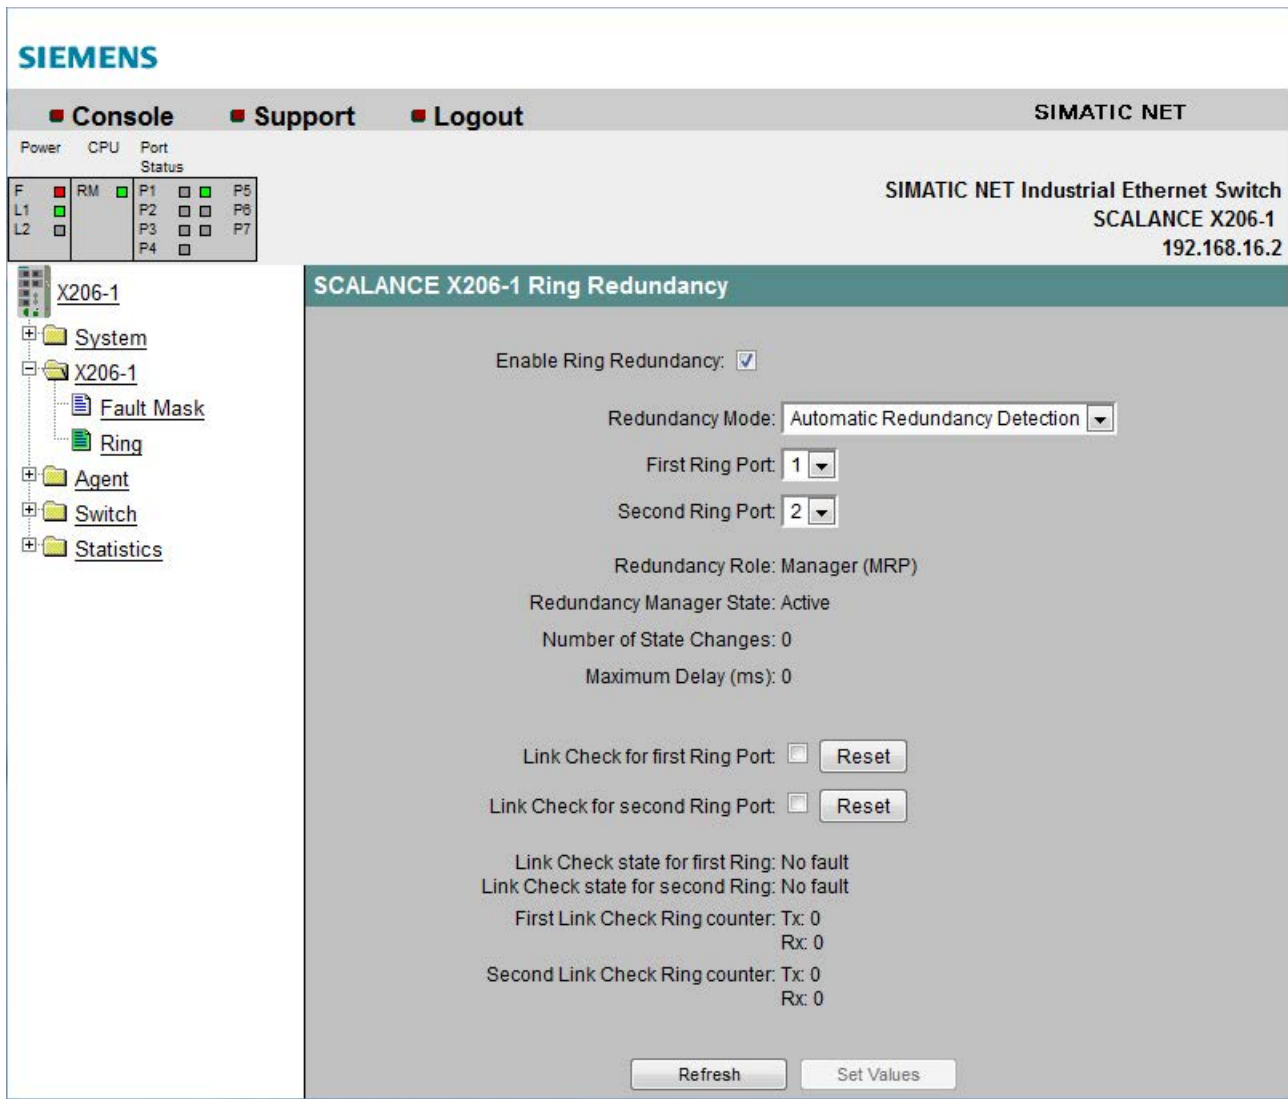 SIEMENS
Console Support Logout SIMATIC NET
Power CPU Port Status
F RM P1 P5
L1 P2 P6
L2 P3 P7
P4
SIMATIC NET Industrial Ethernet Switch
SCALANCE X206-1
192.168.16.2
X206-1
System
X206-1
Fault Mask
Ring
Agent
Switch
Statistics
SCALANCE X206-1 Ring Redundancy
Enable Ring Redundancy:
Redundancy Mode: Automatic Redundancy Detection
First Ring Port: 1
Second Ring Port: 2
Redundancy Role: Manager (MRP)
Redundancy Manager State: Active
Number of State Changes: 0
Maximum Delay (ms): 0
Link Check for first Ring Port: Reset
Link Check for second Ring Port: Reset
Link Check state for first Ring: No fault
Link Check state for second Ring: No fault
First Link Check Ring counter: Tx: 0
Rx: 0
Second Link Check Ring counter: Tx: 0
Rx: 0
Refresh Set Values